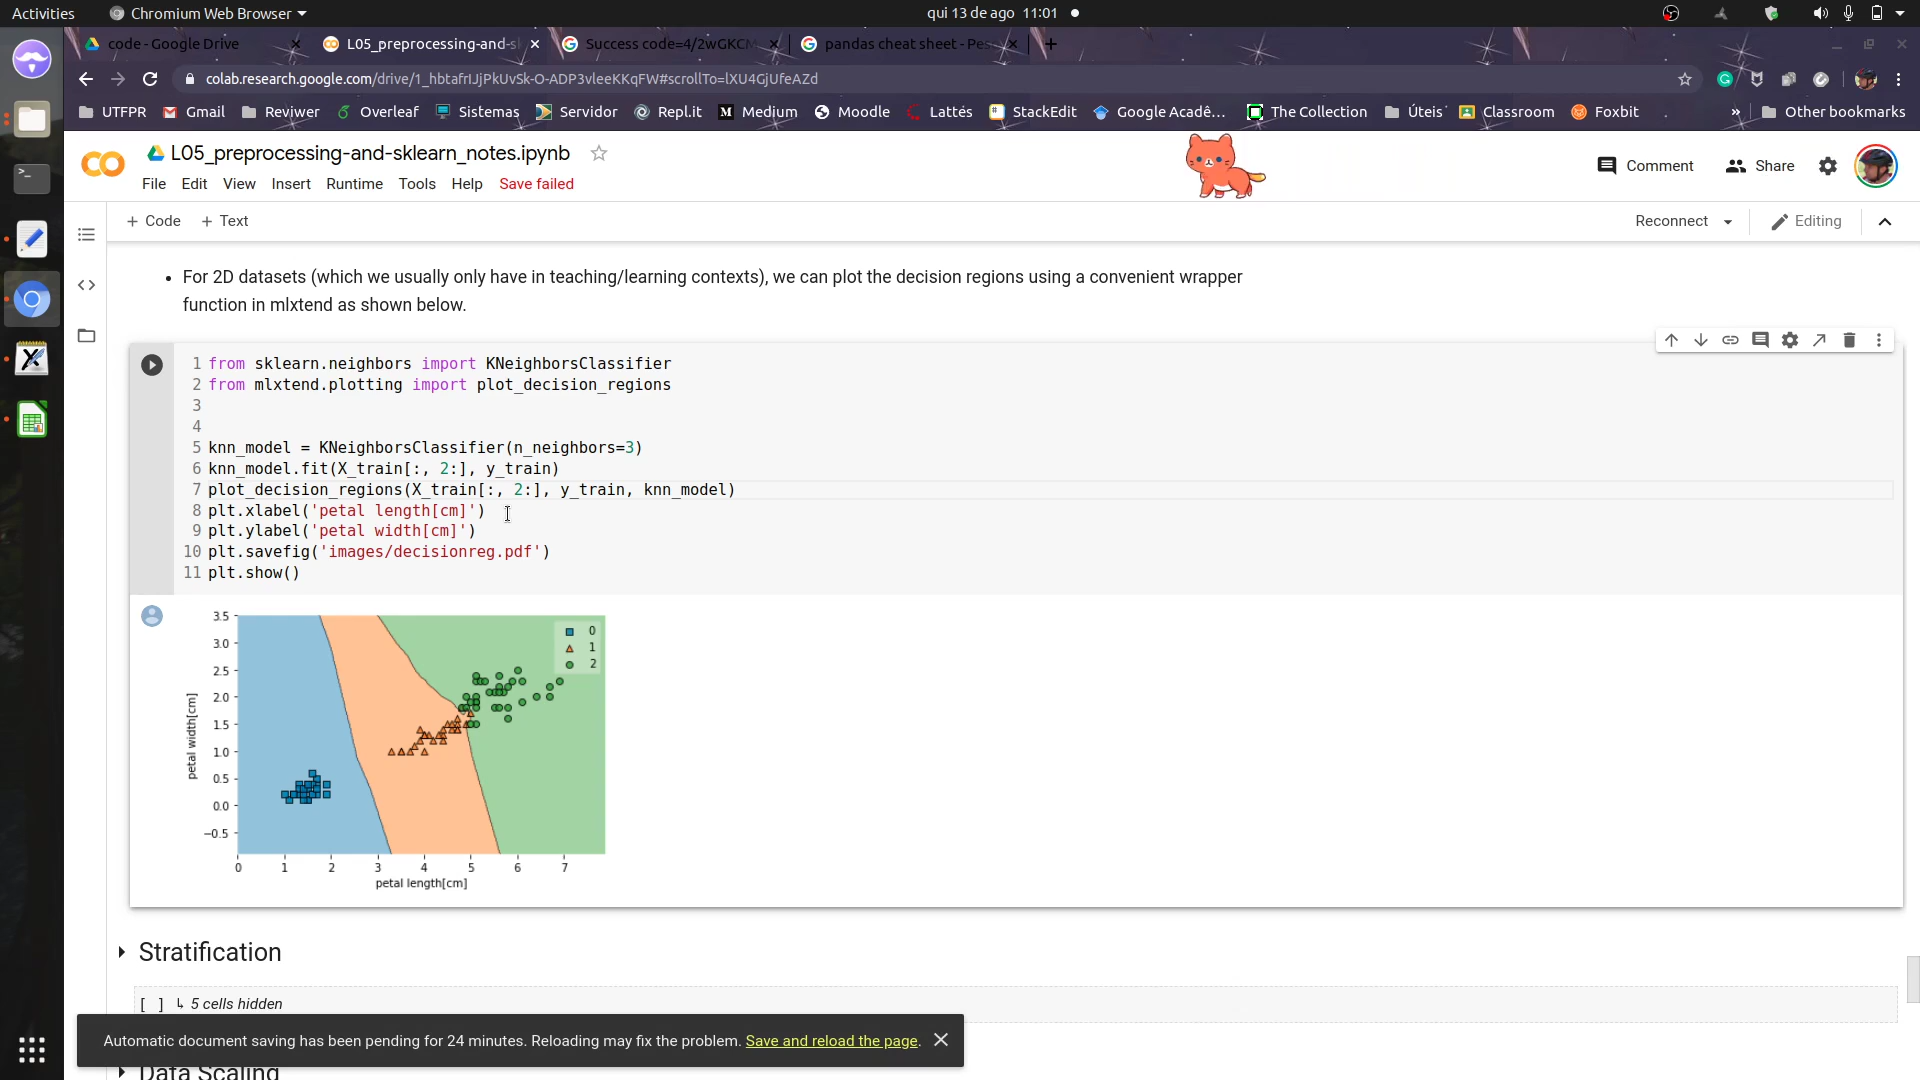 Activities
Chromium Web Browser
qui 13 de ago 11:01
code - Google Drive
L05_preprocessing-and-s
Success code=4/2wGKCM
pandas cheat sheet - Pes
colab.research.google.com/drive/1_hbtafrIJjPkUvSk-O-ADP3vleeKKqFW#scrollTo=lXU4GjUfeAZd
UTFPR
Gmail
Reviwer
Overleaf
Sistemas
Servidor
Repl.it
Medium
Moodle
Lattes
StackEdit
Google Acadê...
The Collection
Úteis
Classroom
Foxbit
»
Other bookmarks
L05_preprocessing-and-sklearn_notes.ipynb
Comment
Share
File Edit View Insert Runtime Tools Help Save failed
+ Code + Text
Reconnect
Editing
• For 2D datasets (which we usually only have in teaching/learning contexts), we can plot the decision regions using a convenient wrapper
function in mlxtend as shown below.
1 from sklearn.neighbors import KNeighborsClassifier
2 from mlxtend.plotting import plot_decision_regions
3
4
5 knn_model = KNeighborsClassifier(n_neighbors=3)
6 knn_model.fit(X_train[:, 2:], y_train)
7 plot_decision_regions(X_train[:, 2:], y_train, knn_model)
8 plt.xlabel('petal length[cm]')
9 plt.ylabel('petal width[cm]')
10 plt.savefig('images/decisionreg.pdf')
11 plt.show()
3.5
3.0
2.5
2.0
1.5
1.0
0.5
0.0
−0.5
petal width[cm]
0
1
2
0 1 2 3 4 5 6 7
petal length[cm]
Stratification
[ ] ↳ 5 cells hidden
Automatic document saving has been pending for 24 minutes. Reloading may fix the problem. Save and reload the page.
Data Scaling